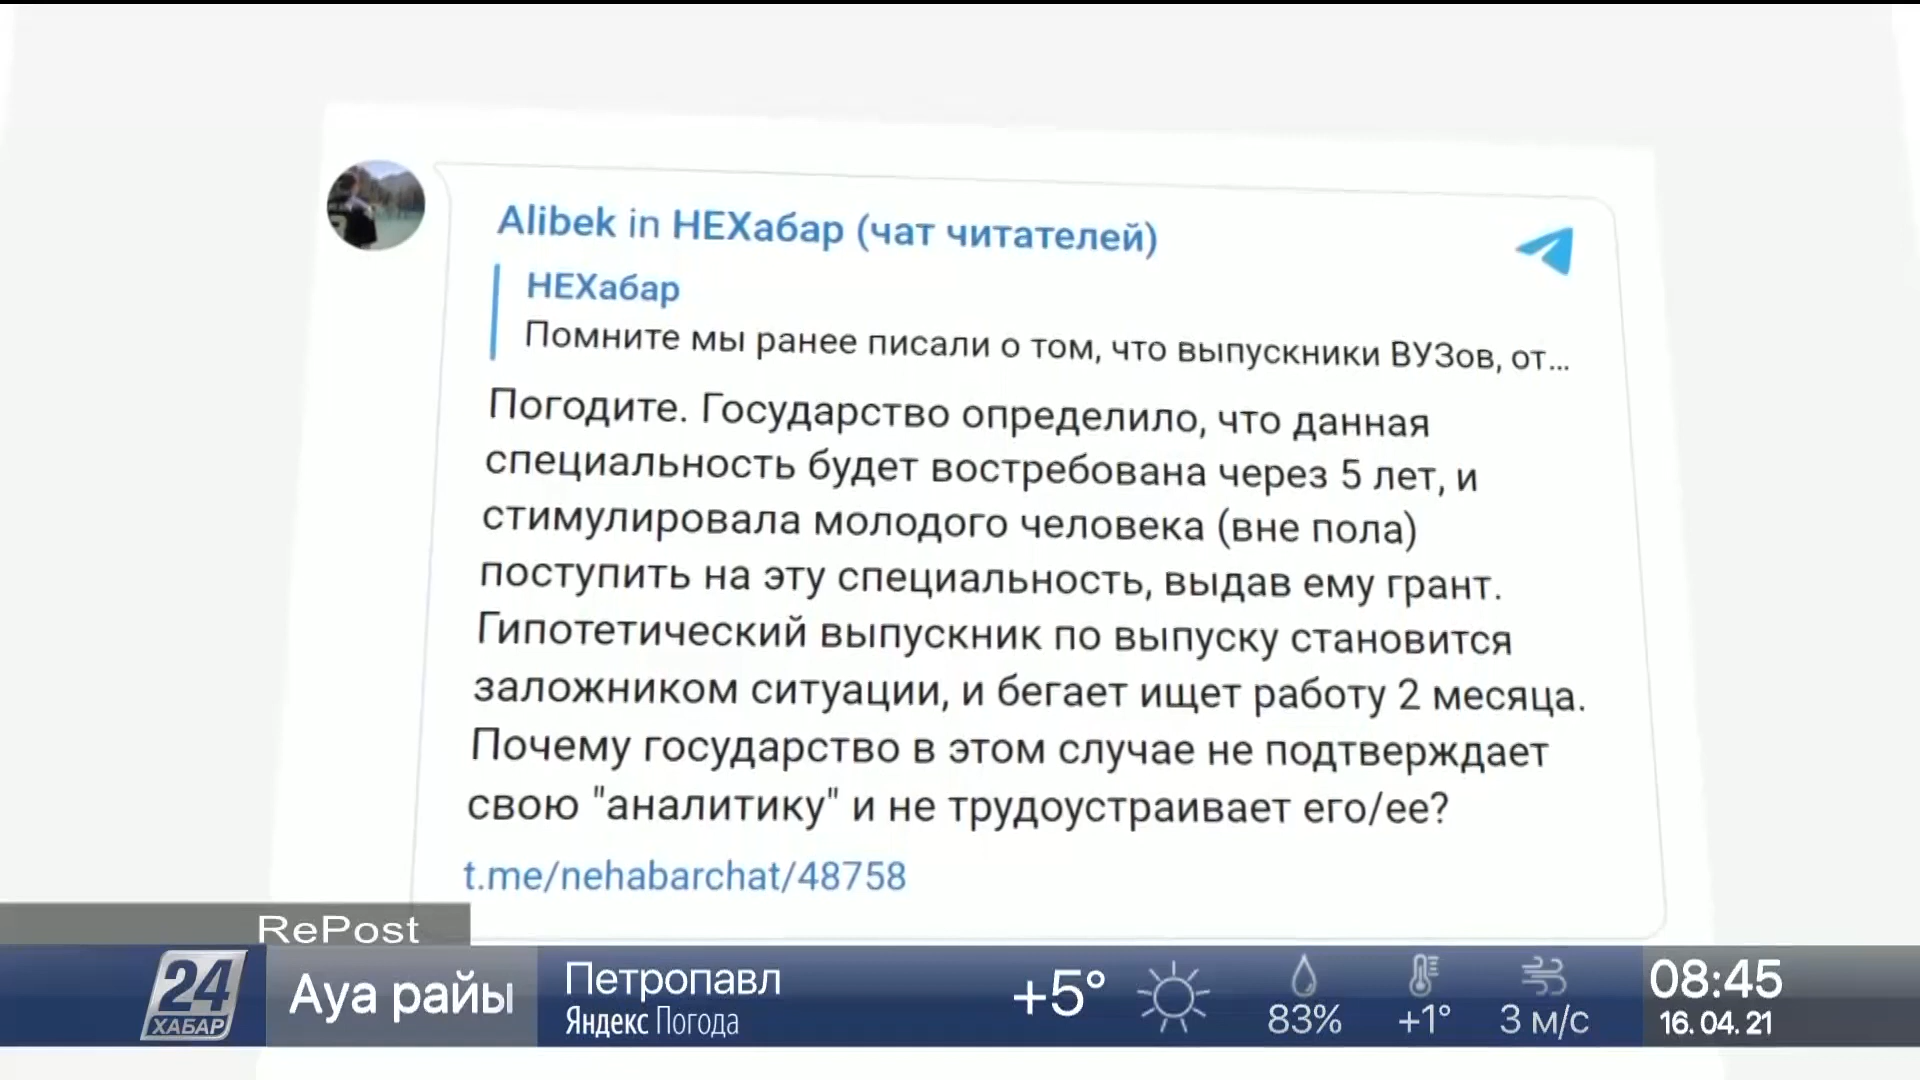 Alibek in НЕХабар (чат читателей)
НЕХабар
Помните мы ранее писали о том, что выпускники ВУЗов, от...
Погодите. Государство определило, что данная
специальность будет востребована через 5 лет, и
стимулировала молодого человека (вне пола)
поступить на эту специальность, выдав ему грант.
Гипотетический выпускник по выпуску становится
заложником ситуации, и бегает ищет работу 2 месяца.
Почему государство в этом случае не подтверждает
свою "аналитику" и не трудоустраивает его/ее?
t.me/nehabarchat/48758
RePost
24
ХАБАР
Ауа райы
Петропавл
Яндекс Погода
+5°
83%
+1°
3 м/с
08:45
16.04.21